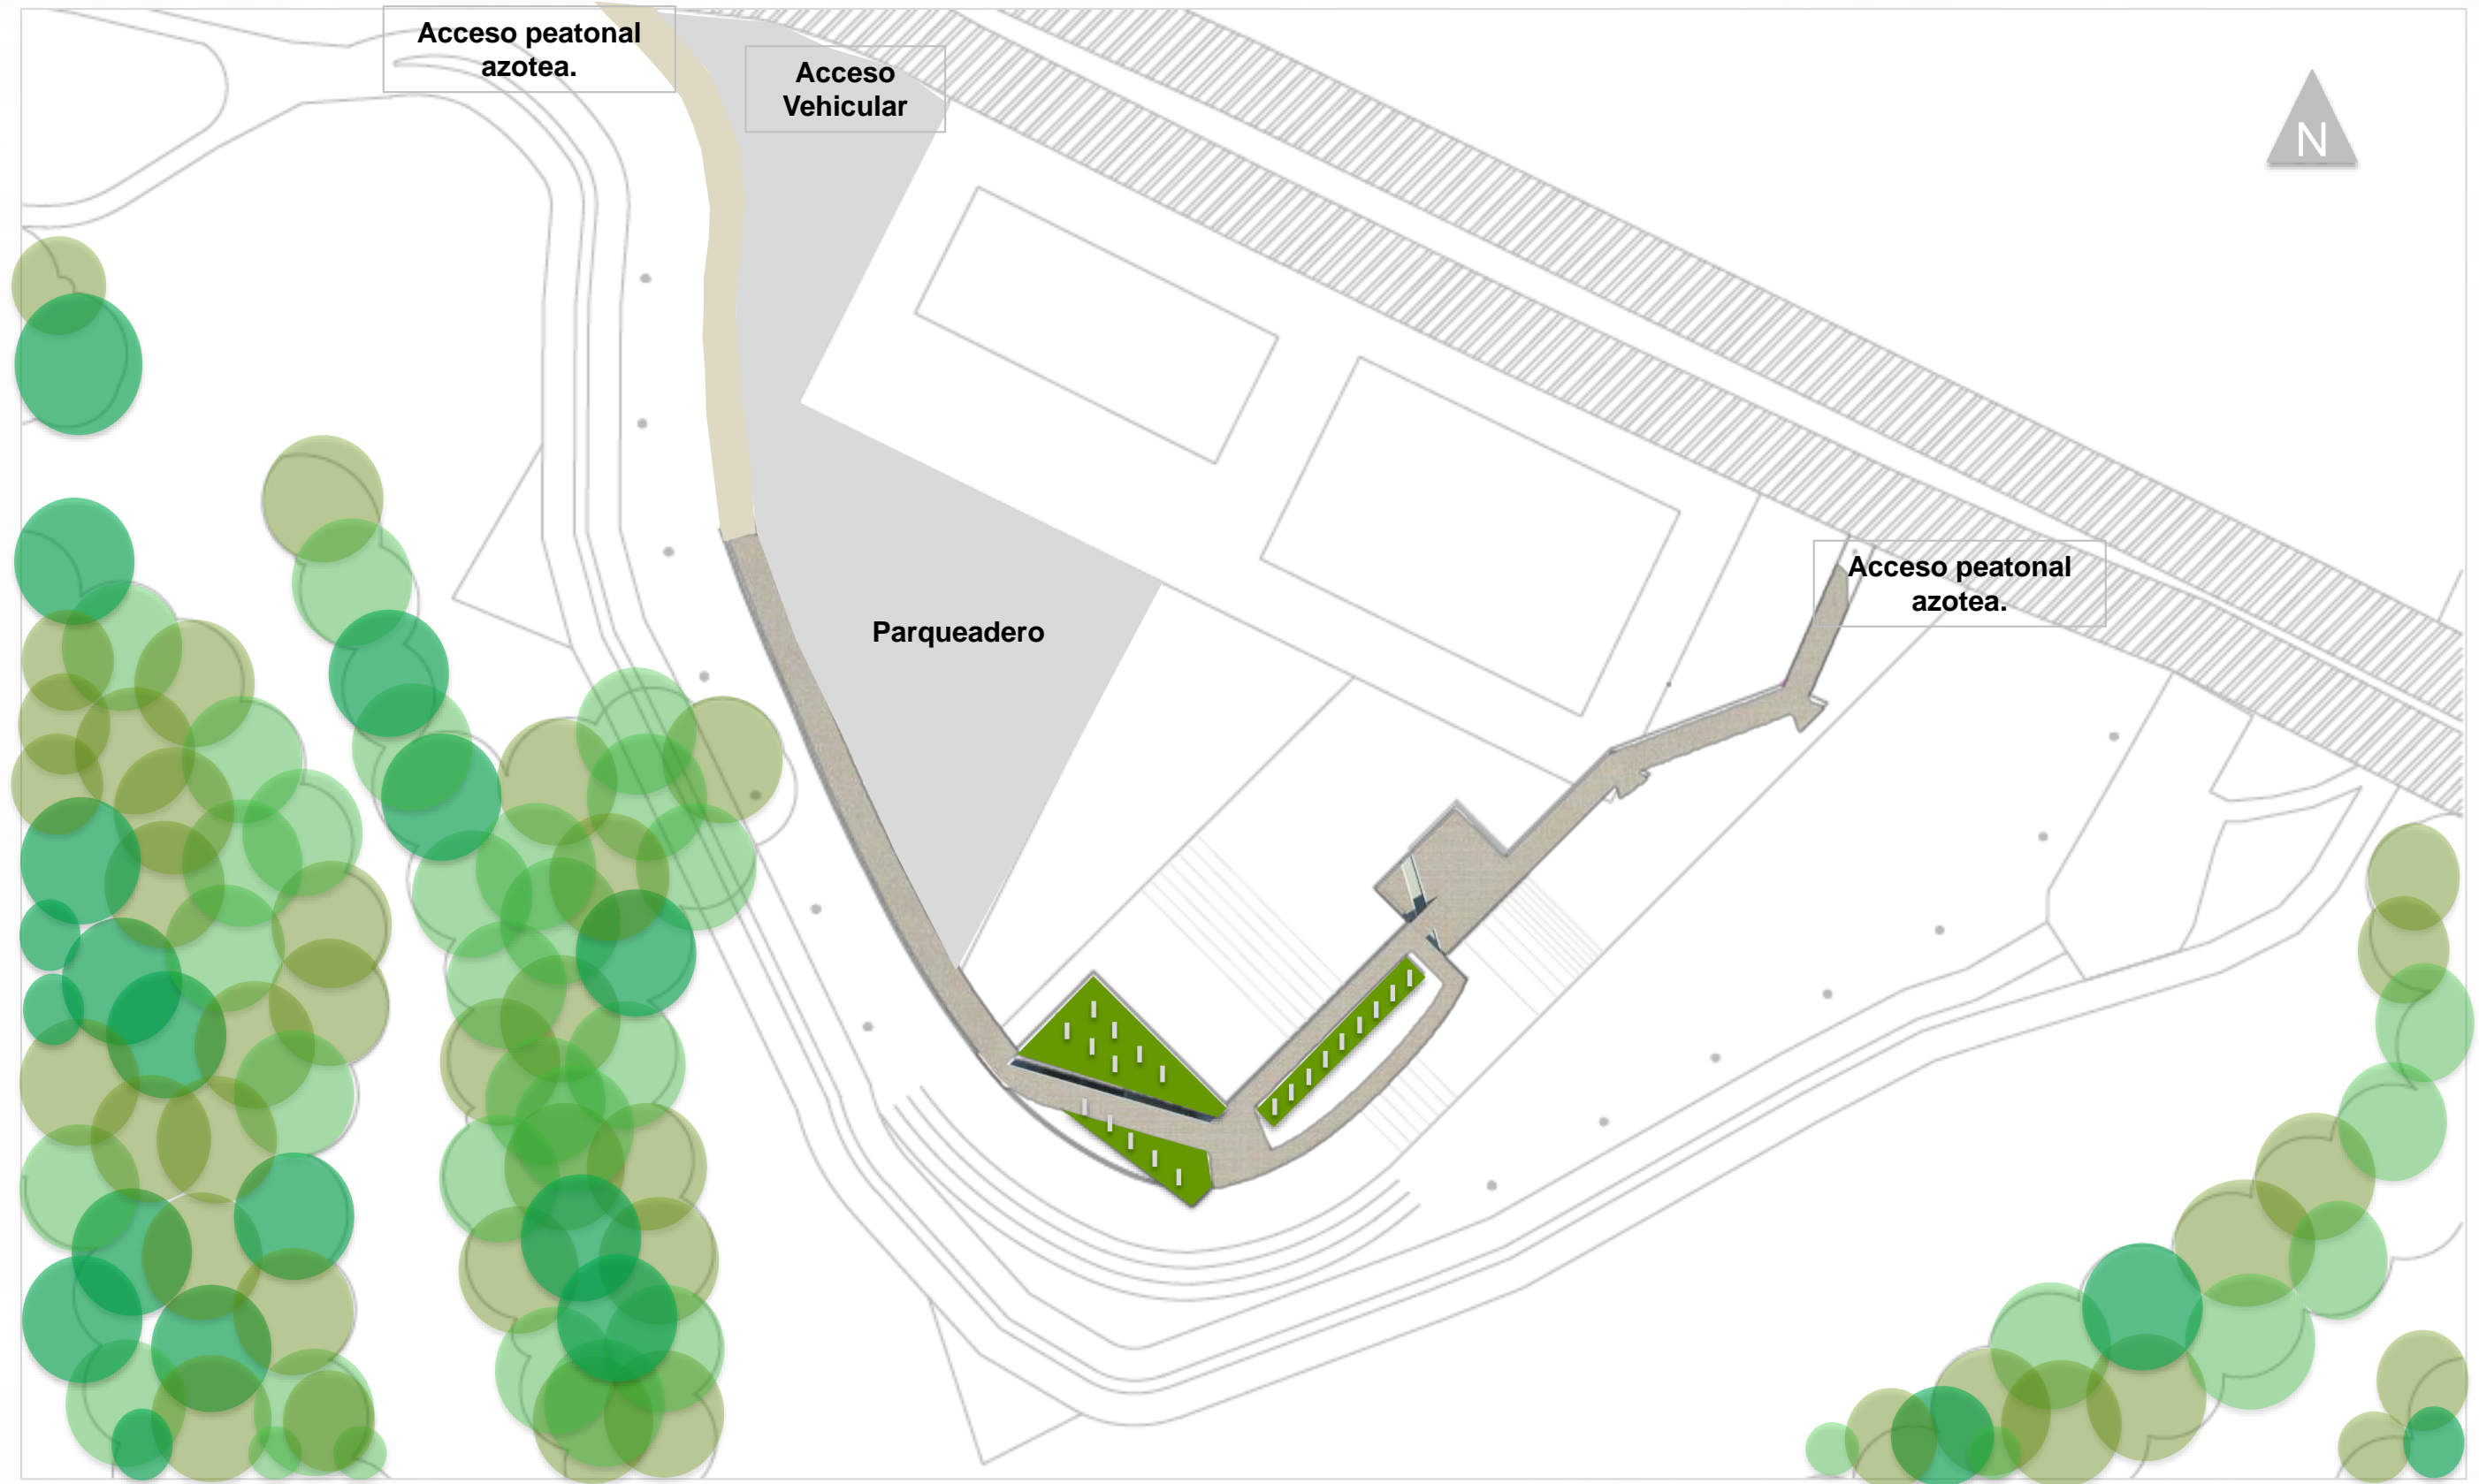 Acceso peatonal
azotea.
Acceso
Vehicular
N
Acceso peatonal
azotea.
Parqueadero